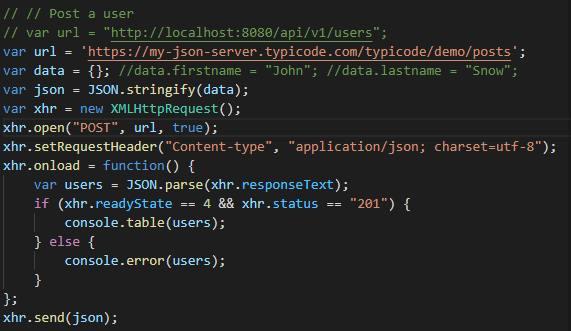 // // Post a user
// var url = "http://localhost:8080/api/v1/users";
var url = 'https://my-json-server.typicode.com/typicode/demo/posts';
var data = {}; //data.firstname = "John"; //data.lastname = "Snow";
var json = JSON.stringify(data);
var xhr = new XMLHttpRequest();
xhr.open("POST", url, true);
xhr.setRequestHeader("Content-type", "application/json; charset=utf-8");
xhr.onload = function() {
    var users = JSON.parse(xhr.responseText);
    if (xhr.readyState == 4 && xhr.status == "201") {
        console.table(users);
    } else {
        console.error(users);
    }
};
xhr.send(json);